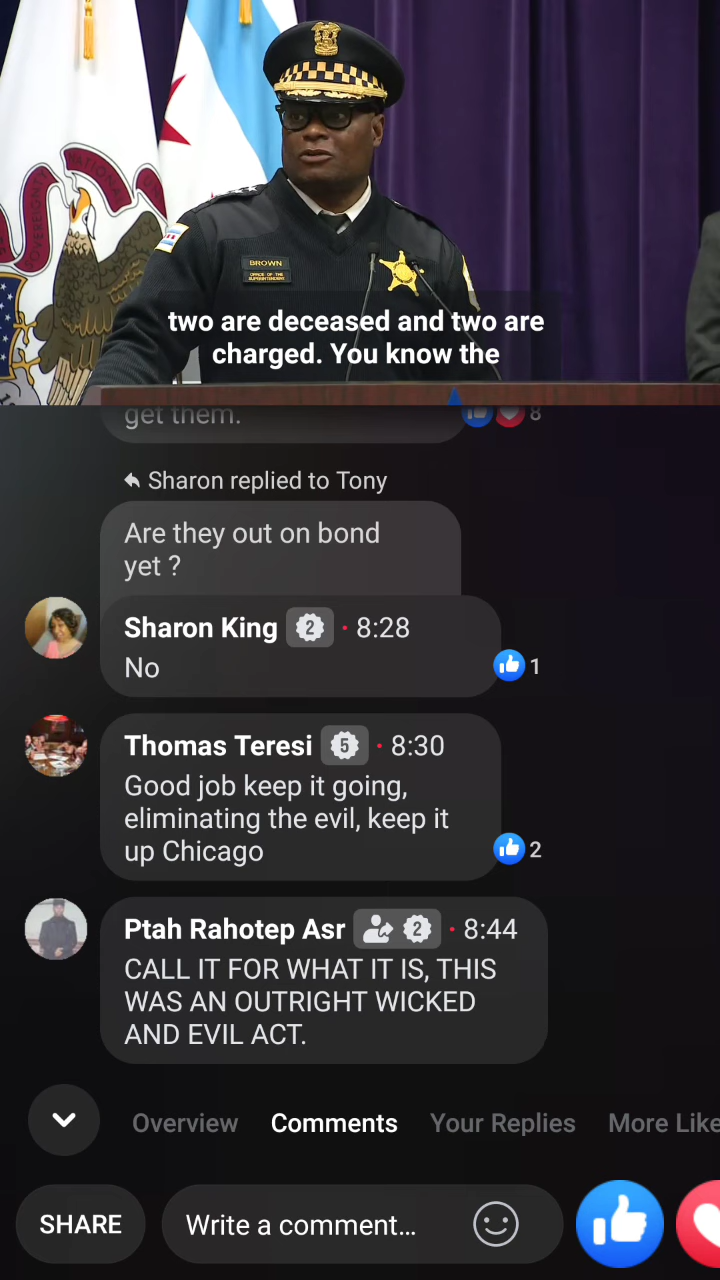 NATIONAL
SOVEREIGNTY
BROWN
OFFICE OF THE
SUPERINTENDENT
two are deceased and two are
charged. You know the
get them.
8
Sharon replied to Tony
Are they out on bond
yet ?
Sharon King 2 · 8:28
No
1
Thomas Teresi 5 · 8:30
Good job keep it going,
eliminating the evil, keep it
up Chicago
2
Ptah Rahotep Asr 2 · 8:44
CALL IT FOR WHAT IT IS, THIS
WAS AN OUTRIGHT WICKED
AND EVIL ACT.
Overview Comments Your Replies More Like
SHARE Write a comment...